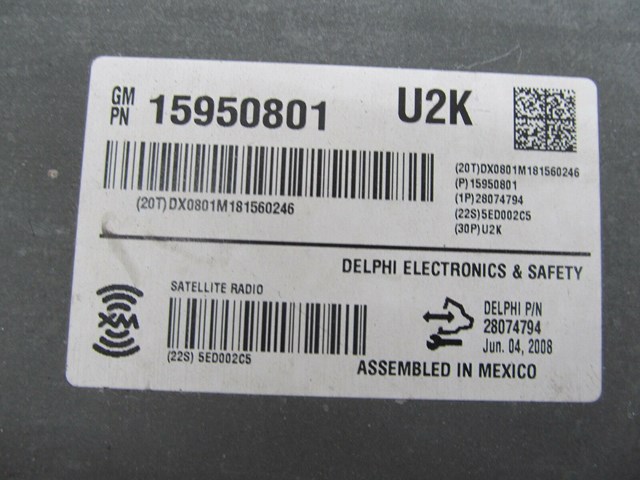 GM PN 15950801 U2K
(20T)DX0801M181560246
(20T)DX0801M181560246
(P)15950801
(1P)28074794
(22S)5ED002C5
(30P)U2K
DELPHI ELECTRONICS & SAFETY
SATELLITE RADIO
XM
(22S) 5ED002C5
DELPHI P/N
28074794
Jun. 04, 2008
ASSEMBLED IN MEXICO